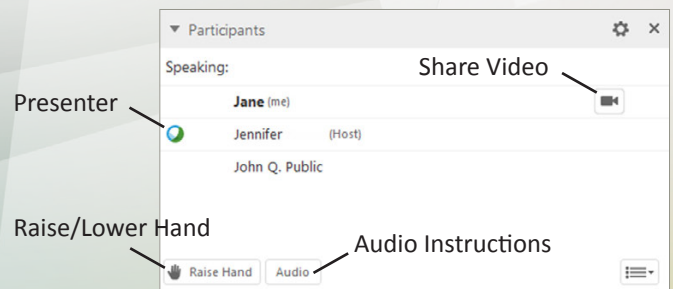 Participants
Speaking:
Share Video
Jane (me)
Presenter
Jennifer (Host)
John Q. Public
Raise/Lower Hand
Audio Instructions
Raise Hand Audio